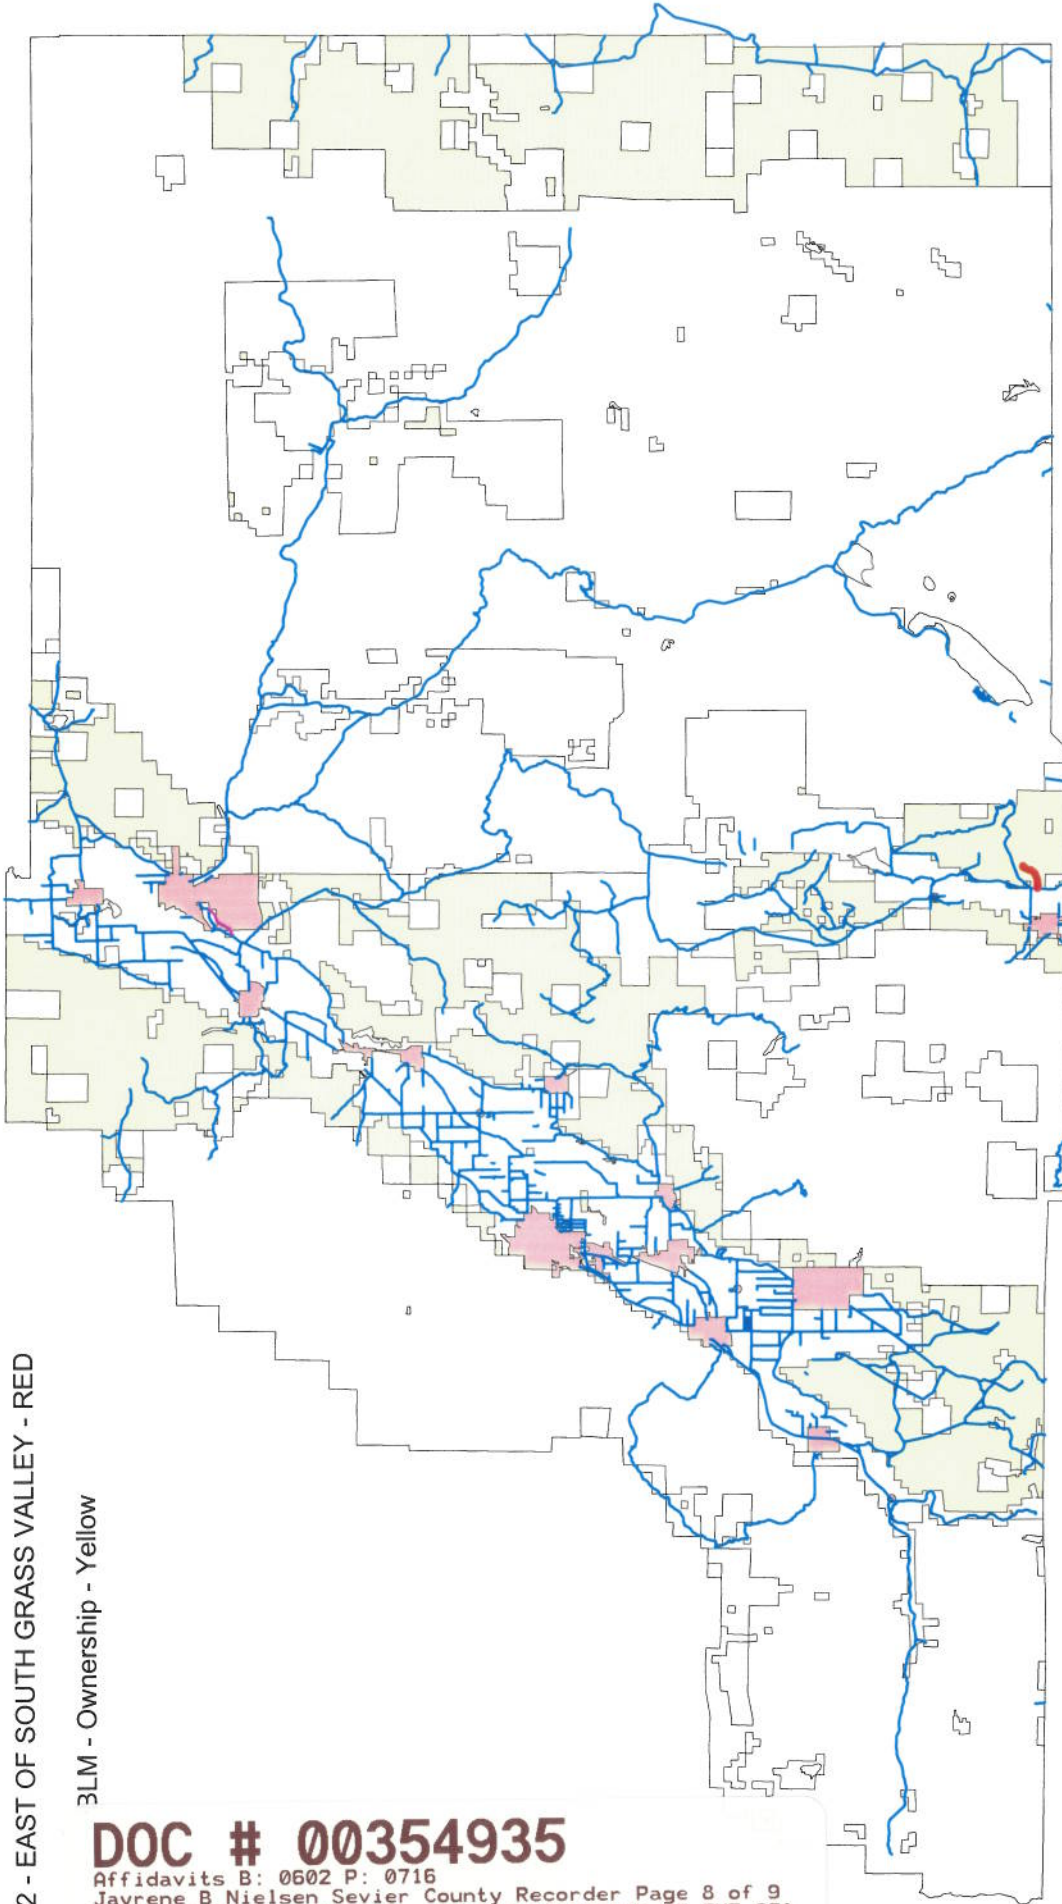 2 - EAST OF SOUTH GRASS VALLEY - RED
BLM - Ownership - Yellow
DOC # 00354935
Affidavits B: 0602 P: 0716
Jayrene B Nielsen Sevier County Recorder Page 8 of 9